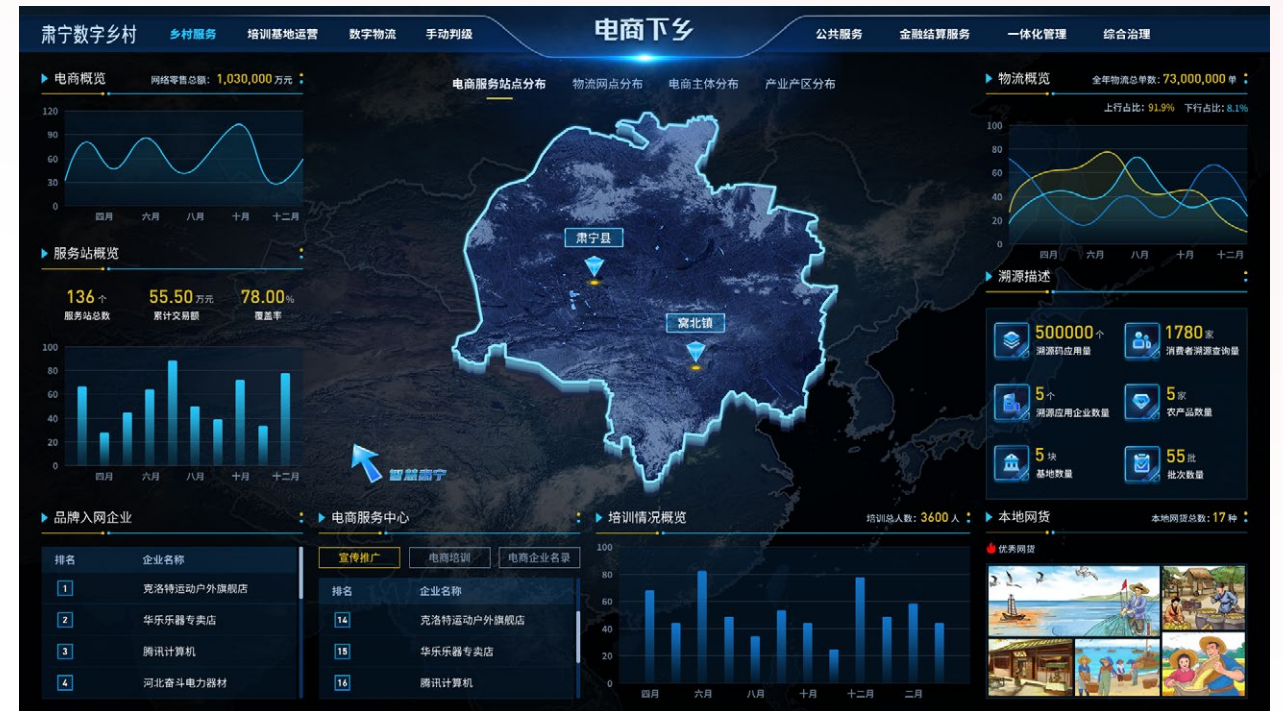 肃宁数字乡村
乡村服务
培训基地运营
数字物流
手动判级
电商下乡
公共服务
金融结算服务
一体化管理
综合治理
电商概览
网络零售总额: 1,030,000 万元
120
90
60
30
0
四月 六月 八月 十月 十二月
服务站概览
136 个
服务站总数
55.50 万元
累计交易额
78.00%
覆盖率
100
80
60
40
20
0
四月 六月 八月 十月 十二月
电商服务站点分布
物流网点分布
电商主体分布
产业产区分布
肃宁县
窝北镇
智慧肃宁
物流概览
全年物流总单数: 73,000,000 单
上行占比: 91.9% 下行占比: 8.1%
100
80
60
40
20
0
四月 六月 八月 十月 十二月
溯源描述
500000 个
溯源码应用量
1780 家
消费者溯源查询量
5 个
溯源应用企业数量
5 家
农产品数量
5 块
基地数量
55 批
批次数量
品牌入网企业
排名 企业名称
1 克洛特运动户外旗舰店
2 华乐乐器专卖店
3 腾讯计算机
4 河北奋斗电力器材
电商服务中心
宣传推广
电商培训
电商企业名录
排名 企业名称
14 克洛特运动户外旗舰店
15 华乐乐器专卖店
16 腾讯计算机
培训情况概览
培训总人数: 3600 人
100
80
60
40
20
0
四月 六月 八月 十月 十二月 二月
本地网货
本地网货总数: 17 种
优秀网货